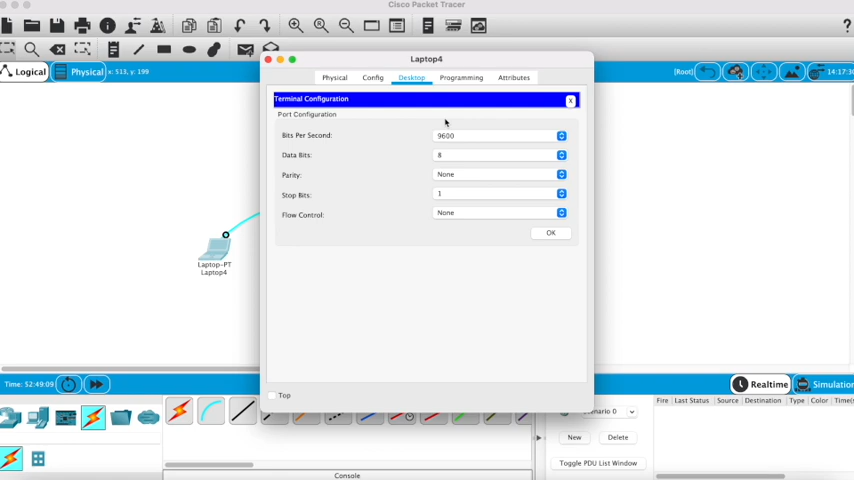 Cisco Packet Tracer
Logical
Physical
x: 513, y: 199
[Root]
14:17:30
Laptop4
Physical
Config
Desktop
Programming
Attributes
Terminal Configuration
X
Port Configuration
Bits Per Second:
9600
Data Bits:
8
Parity:
None
Stop Bits:
1
Flow Control:
None
OK
Laptop-PT
Laptop4
Top
Time: 52:49:09
Realtime
Simulation
Fire
Last Status
Source
Destination
Type
Color
Time(
New
Delete
Toggle PDU List Window
Console